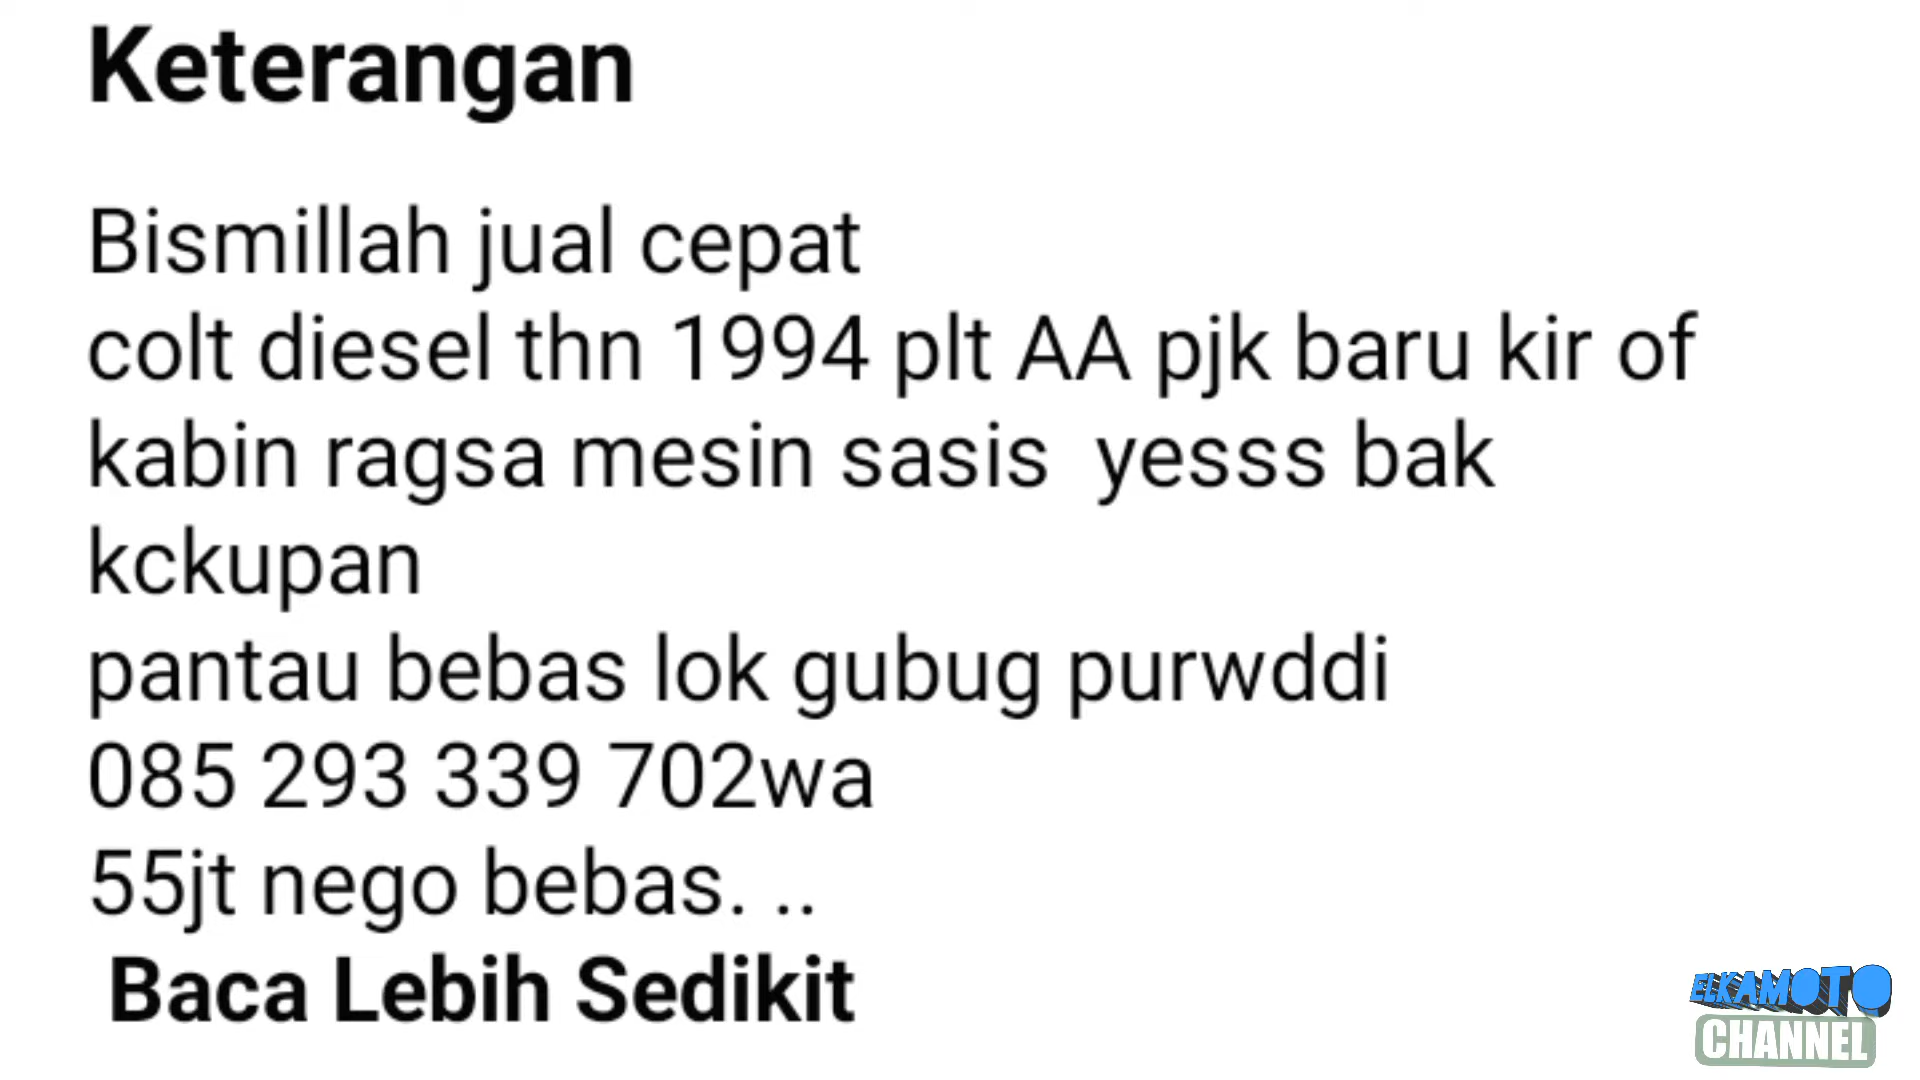 Keterangan
Bismillah jual cepat
colt diesel thn 1994 plt AA pjk baru kir of
kabin ragsa mesin sasis  yesss bak
kckupan
pantau bebas lok gubug purwddi
085 293 339 702wa
55jt nego bebas. ..
Baca Lebih Sedikit
ELKAMOTO
CHANNEL